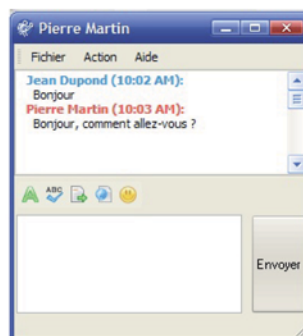 Pierre Martin
Fichier Action Aide
Jean Dupond (10:02 AM):
Bonjour
Pierre Martin (10:03 AM):
Bonjour, comment allez-vous ?
A ABC
Envoyer